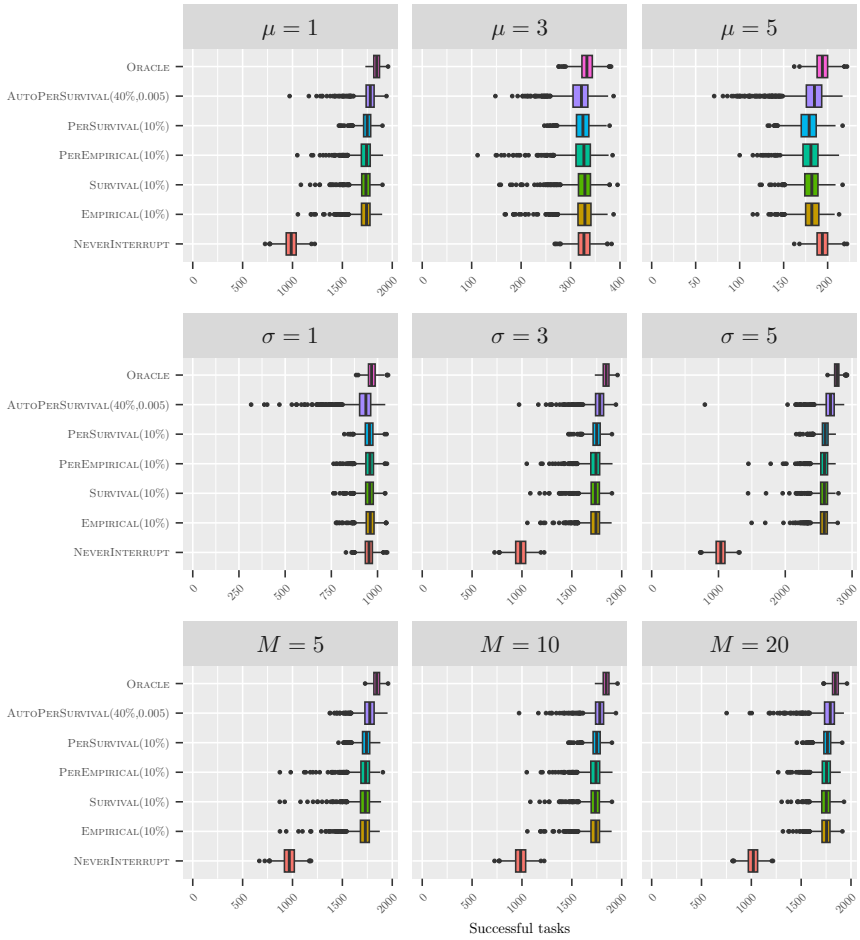 μ = 1 μ = 3 μ = 5
ORACLE
AUTOPERSURVIVAL(40%,0.005)
PERSURVIVAL(10%)
PEREMPIRICAL(10%)
SURVIVAL(10%)
EMPIRICAL(10%)
NEVERINTERRUPT
0 500 1000 1500 2000 0 100 200 300 400 0 50 100 150 200
σ = 1 σ = 3 σ = 5
ORACLE
AUTOPERSURVIVAL(40%,0.005)
PERSURVIVAL(10%)
PEREMPIRICAL(10%)
SURVIVAL(10%)
EMPIRICAL(10%)
NEVERINTERRUPT
0 250 500 750 1000 0 500 1000 1500 2000 0 1000 2000 3000
M = 5 M = 10 M = 20
ORACLE
AUTOPERSURVIVAL(40%,0.005)
PERSURVIVAL(10%)
PEREMPIRICAL(10%)
SURVIVAL(10%)
EMPIRICAL(10%)
NEVERINTERRUPT
0 500 1000 1500 2000 0 500 1000 1500 2000 0 500 1000 1500 2000
Successful tasks